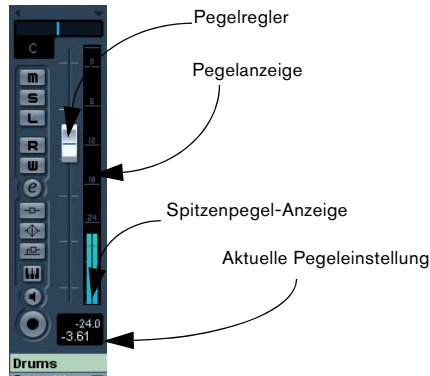 Pegelregler
Pegelanzeige
Spitzenpegel-Anzeige
Aktuelle Pegeleinstellung
C
m
S
L
R
W
e
0
6
12
18
24
-24.0
-3.61
Drums